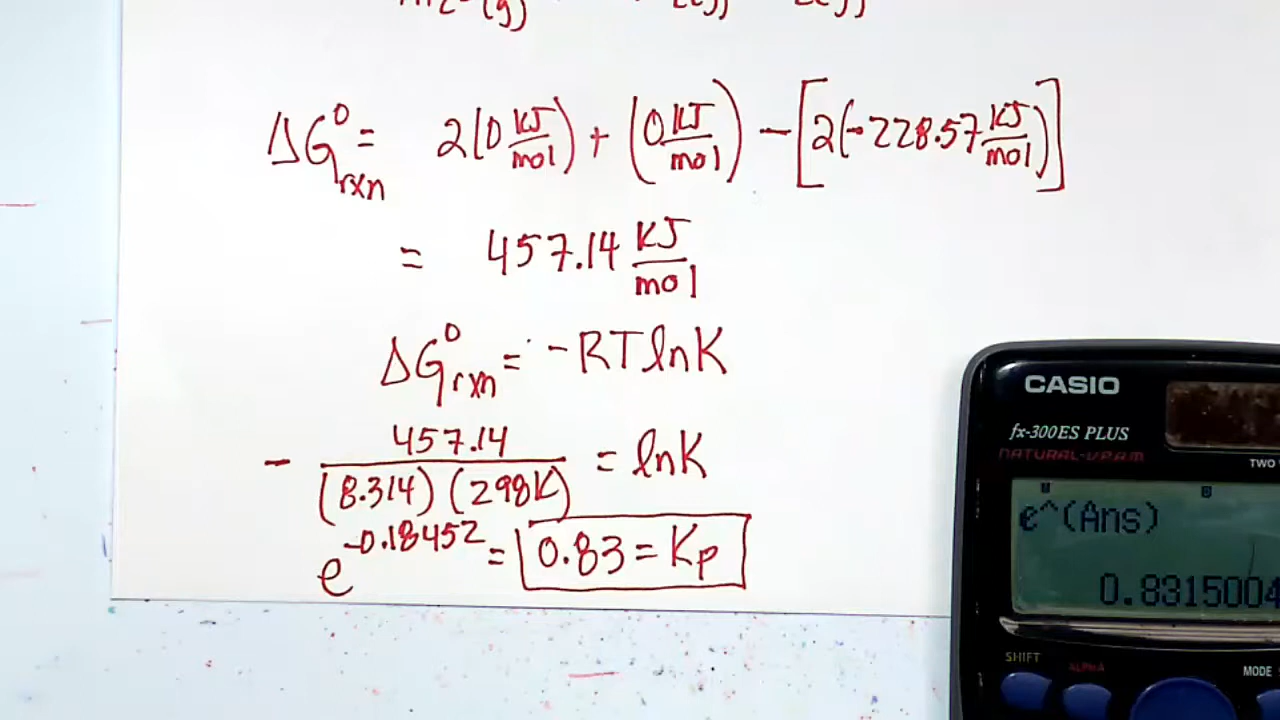 ΔG°rxn = 2(0 KJ/mol) + (0 KJ/mol) - [2(-228.57 KJ/mol)]
= 457.14 KJ/mol
ΔG°rxn = -RT lnK
- 457.14 / (8.314)(298K) = lnK
e^-0.18452 = 0.83 = Kp
CASIO
fx-300ES PLUS
NATURAL-V.P.A.M.
TWO
e^(Ans)
0.8315004
SHIFT
ALPHA
MODE